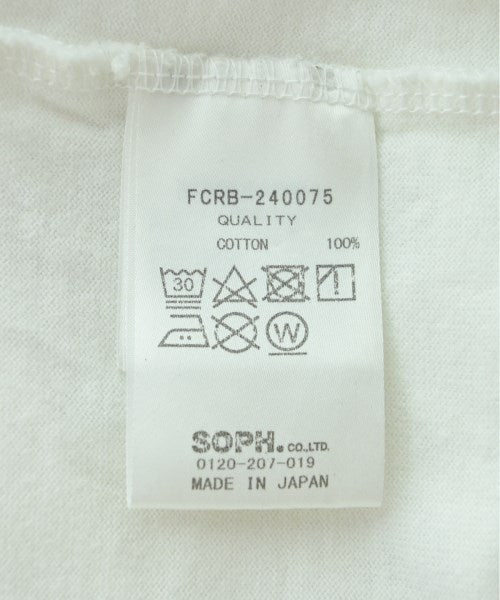 FCRB-240075
QUALITY
COTTON 100%
30
W
SOPH. CO.,LTD.
0120-207-019
MADE IN JAPAN